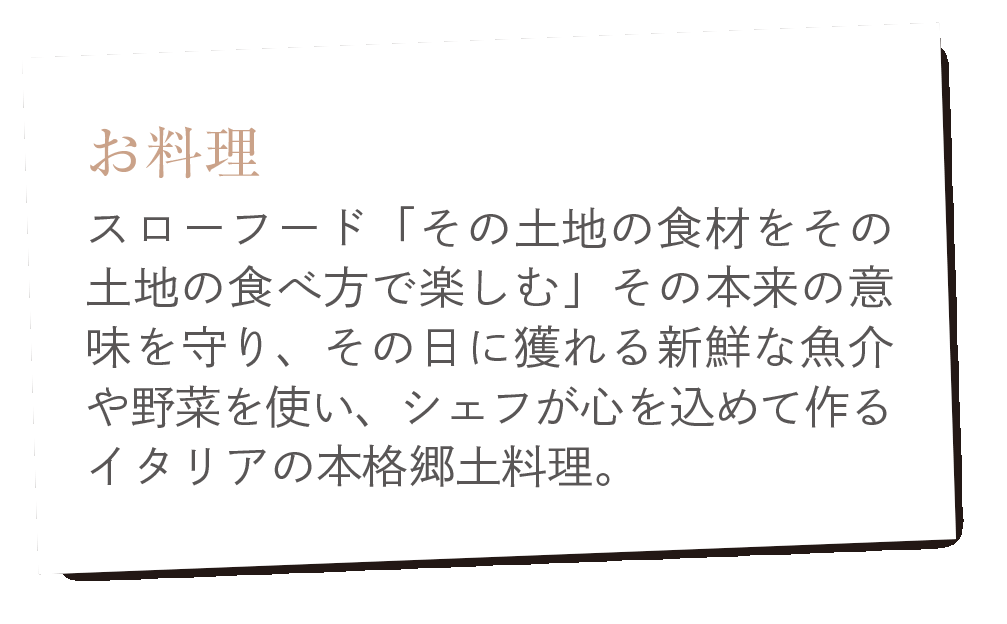 お料理
スローフード「その土地の食材をその
土地の食べ方で楽しむ」その本来の意
味を守り、その日に獲れる新鮮な魚介
や野菜を使い、シェフが心を込めて作る
イタリアの本格郷土料理。